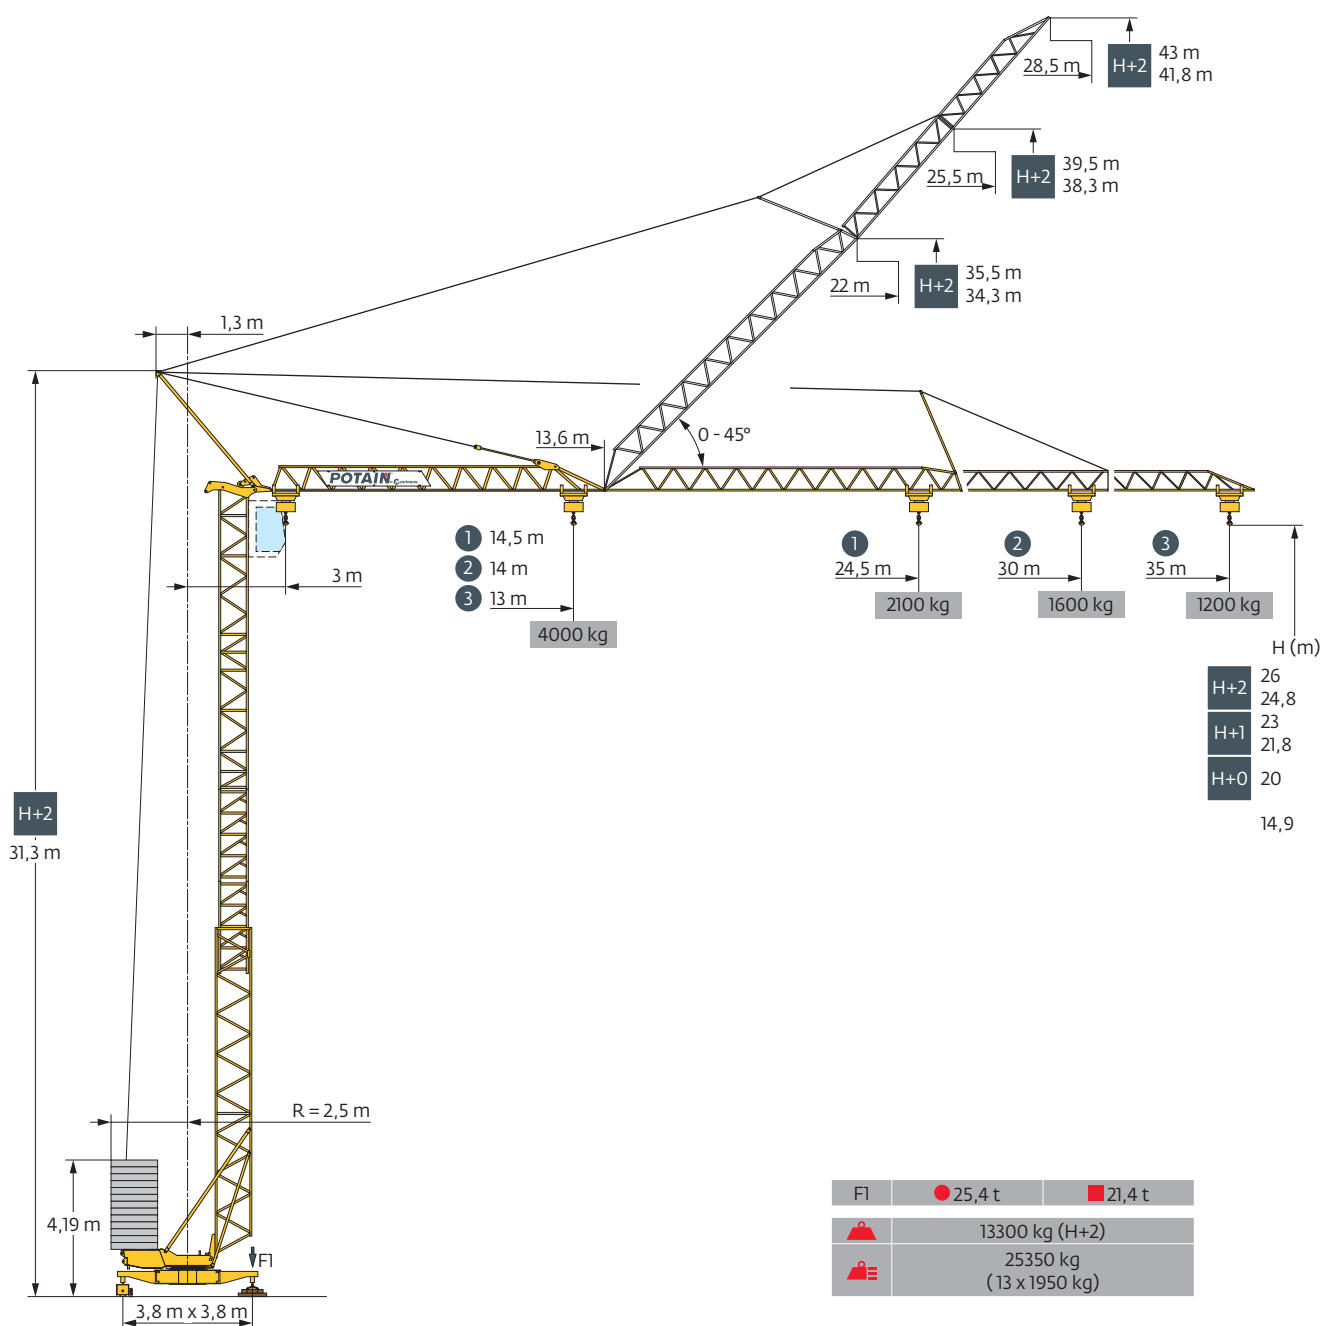 43 m
28,5 m
H+2
41,8 m
39,5 m
25,5 m
H+2
38,3 m
35,5 m
22 m
H+2
34,3 m
1,3 m
13,6 m
0 - 45°
POTAIN
1 14,5 m
2 14 m
3 13 m
3 m
4000 kg
1
24,5 m
2100 kg
2
30 m
1600 kg
3
35 m
1200 kg
H (m)
H+2
26
24,8
H+1
23
21,8
H+0 20
14,9
H+2
31,3 m
R = 2,5 m
4,19 m
F1
3,8 m x 3,8 m
F1 25,4 t 21,4 t
13300 kg (H+2)
25350 kg
( 13 x 1950 kg)